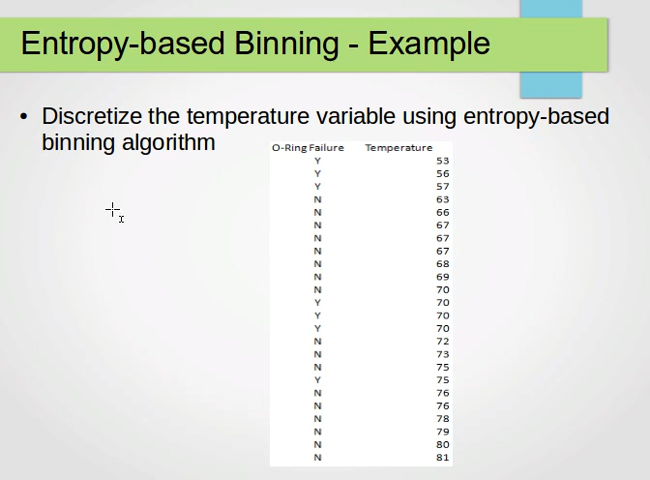 Entropy-based Binning - Example
• Discretize the temperature variable using entropy-based
binning algorithm
O-Ring Failure Temperature
Y 53
Y 56
Y 57
N 63
N 66
N 67
N 67
N 67
N 68
N 69
N 70
Y 70
Y 70
Y 70
N 72
N 73
N 75
Y 75
N 76
N 76
N 78
N 79
N 80
N 81